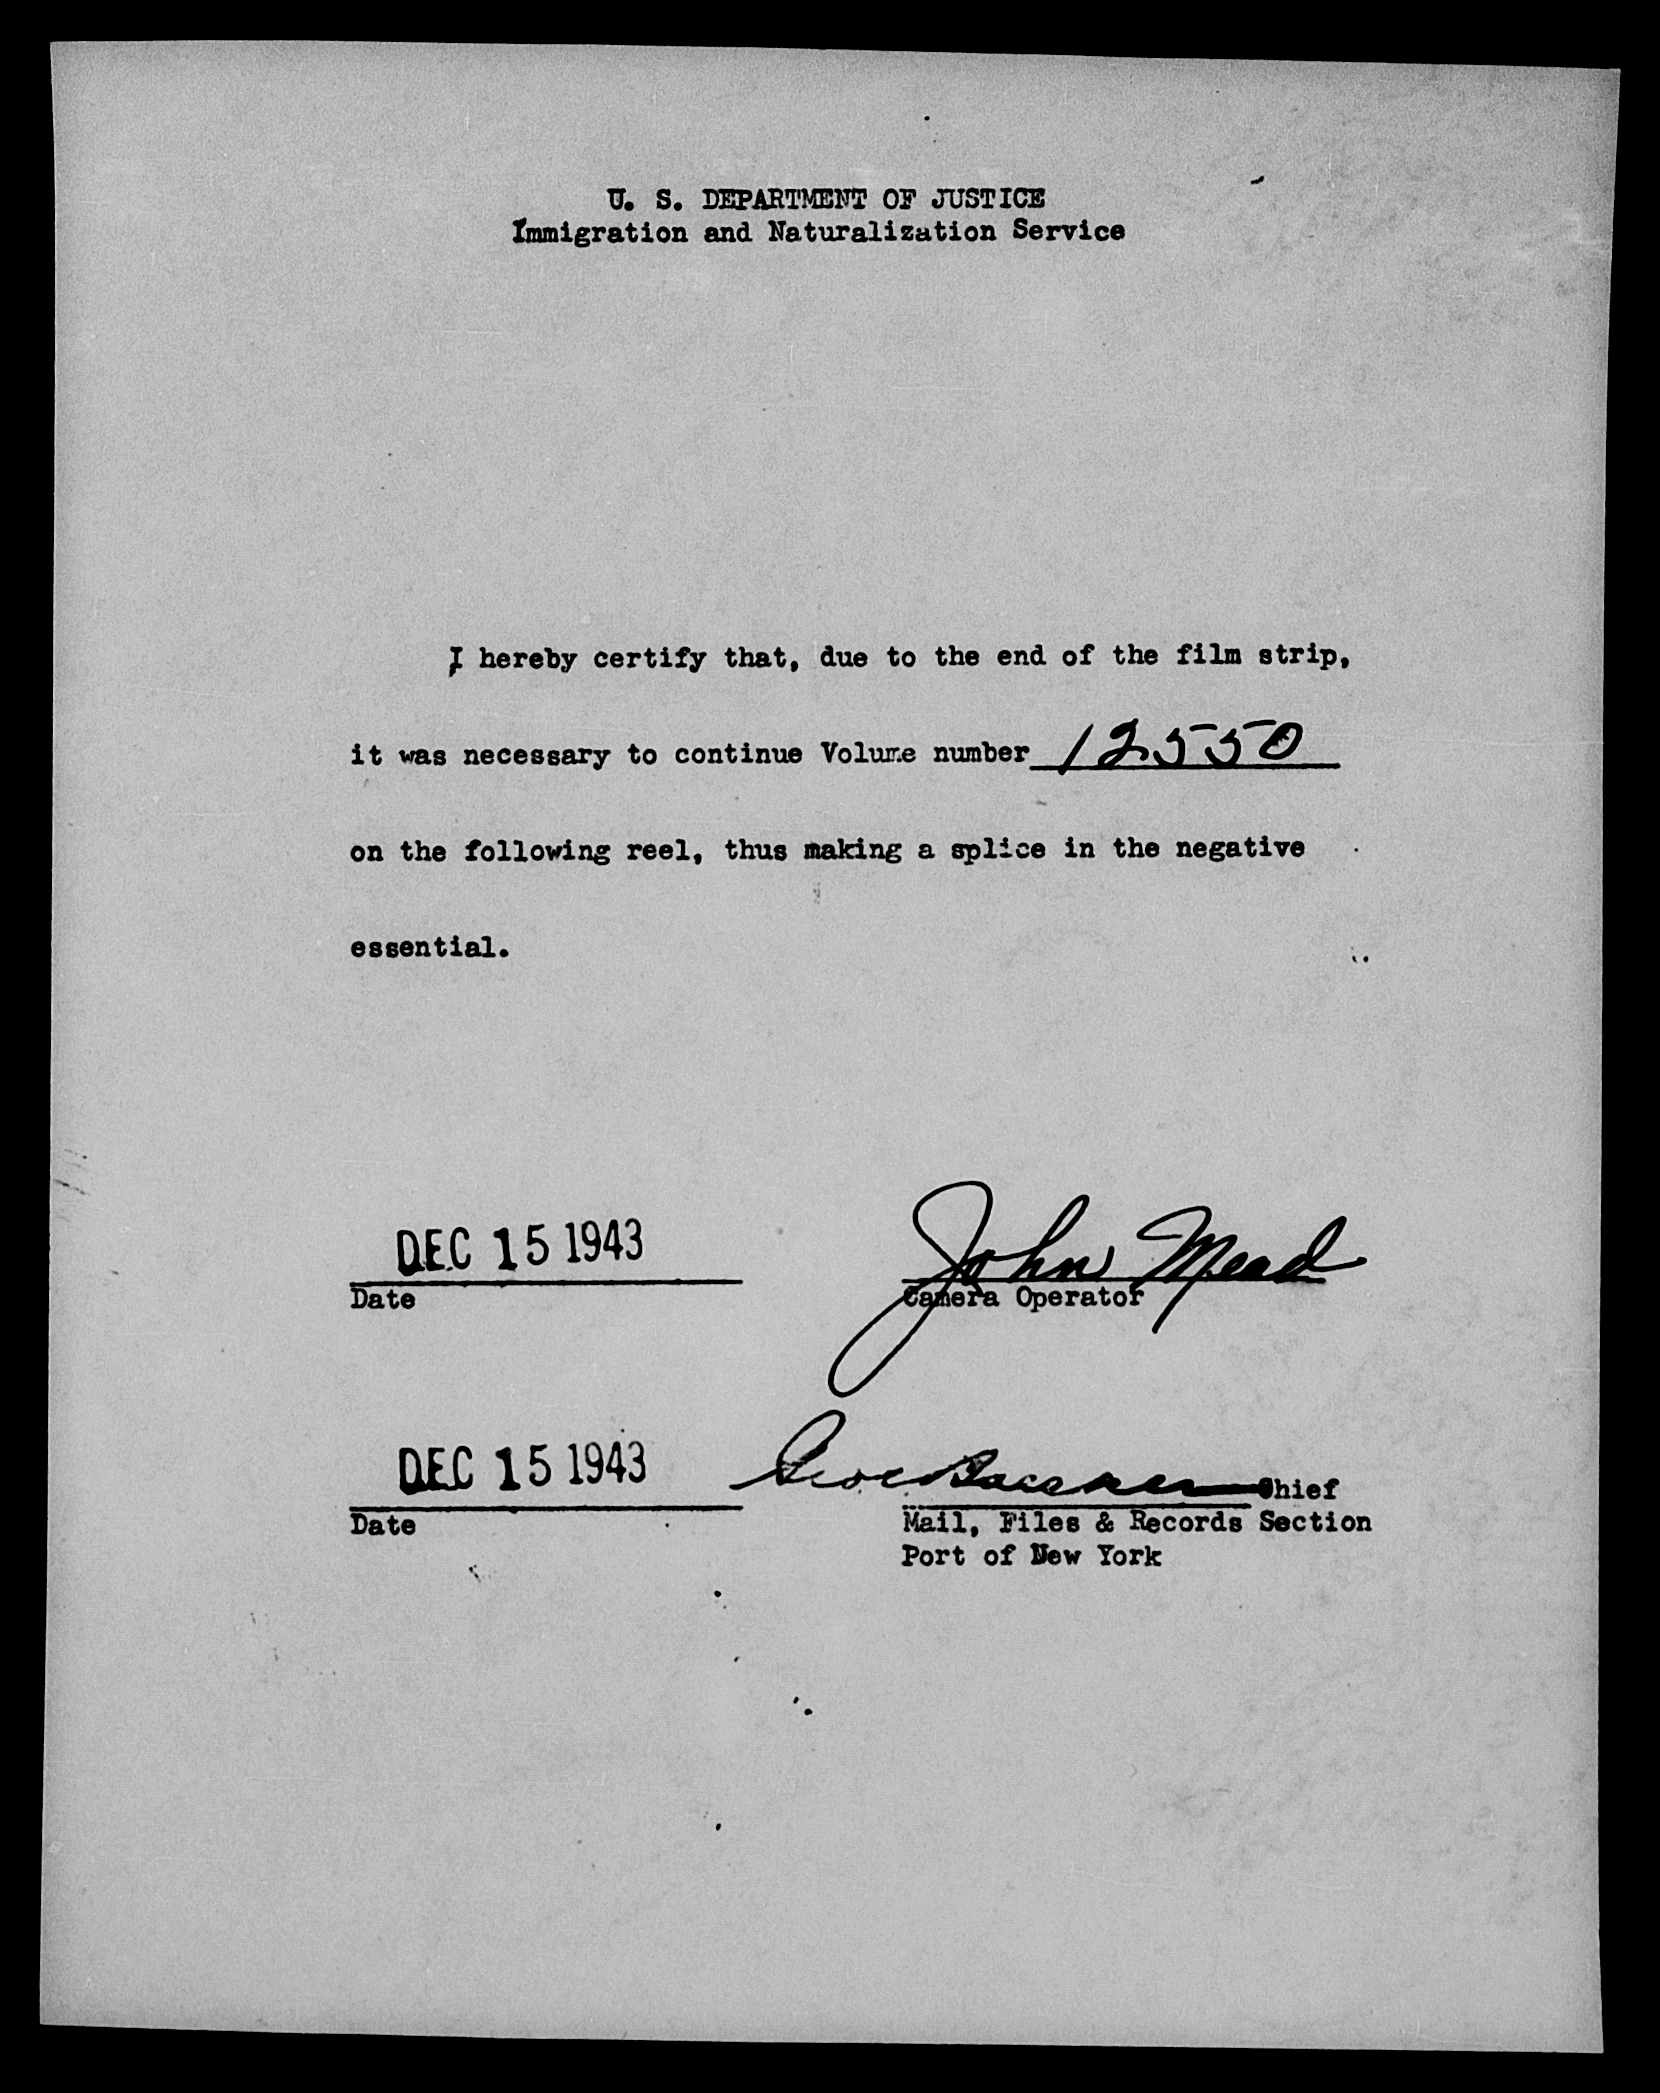 U. S. DEPARTMENT OF JUSTICE
Immigration and Naturalization Service
I hereby certify that, due to the end of the film strip,
it was necessary to continue Volume number 12550
on the following reel, thus making a splice in the negative
essential.
DEC 15 1943
John Mead
Date
Camera Operator
DEC 15 1943
Chief
Date
Mail, Files & Records Section
Port of New York